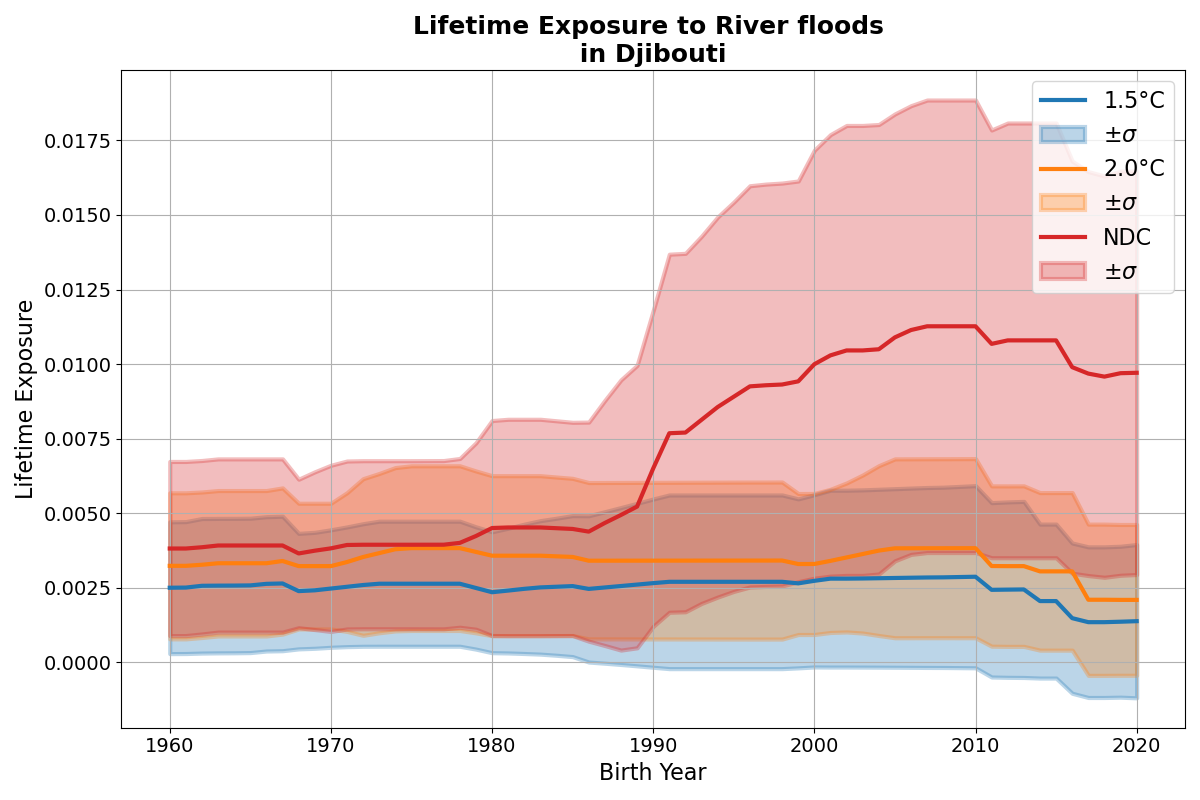 Lifetime Exposure to River floods
in Djibouti
Lifetime Exposure
0.0175
0.0150
0.0125
0.0100
0.0075
0.0050
0.0025
0.0000
1960
1970
1980
1990
2000
2010
2020
Birth Year
1.5°C
±σ
2.0°C
±σ
NDC
±σ